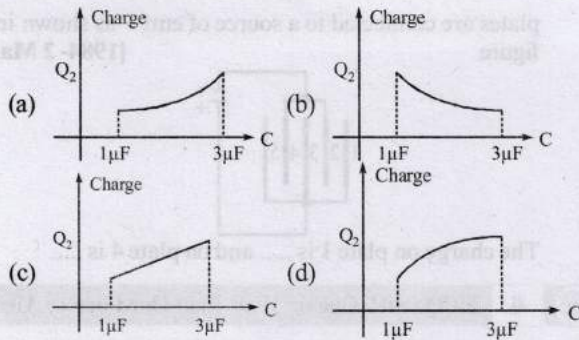 plates are connected to a source of emf V as shown in
figure [1984- 2 Ma
Charge
Q2
(a)
1μF 3μF C
Charge
Q2
(b)
1μF 3μF C
Charge
Q2
(c)
1μF 3μF C
Charge
Q2
(d)
1μF 3μF C
The charge on plate 1 is ..... and on plate 4 is .....